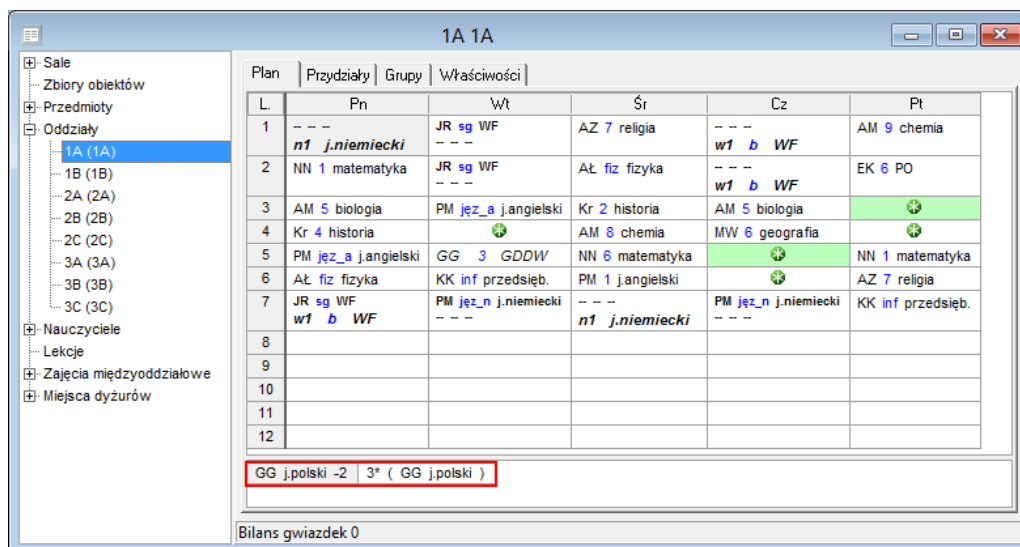 1A 1A
Sale
Zbiory obiektów
Przedmioty
Oddziały
1A (1A)
1B (1B)
2A (2A)
2B (2B)
2C (2C)
3A (3A)
3B (3B)
3C (3C)
Nauczyciele
Lekcje
Zajęcia międzyoddziałowe
Miejsca dyżurów
Plan Przydziały Grupy Właściwości
L. Pn Wt Śr Cz Pt
1 -- -- -- JR sg WF AZ 7 religia -- -- -- AM 9 chemia
n1 j.niemiecki -- -- -- w1 b WF
2 NN 1 matematyka JR sg WF AŁ fiz fizyka -- -- -- EK 6 PO
-- -- -- w1 b WF
3 AM 5 biologia PM jęz_a j.angielski Kr 2 historia AM 5 biologia
4 Kr 4 historia AM 8 chemia MW 6 geografia
5 PM jęz_a j.angielski GG 3 GDDW NN 6 matematyka NN 1 matematyka
6 AŁ fiz fizyka KK inf przedsięb. PM 1 j.angielski AZ 7 religia
7 JR sg WF PM jęz_n j.niemiecki -- -- -- PM jęz_n j.niemiecki KK inf przedsięb.
w1 b WF -- -- -- n1 j.niemiecki -- -- --
8
9
10
11
12
GG j.polski -2 3* ( GG j.polski )
Bilans gwiazdek 0